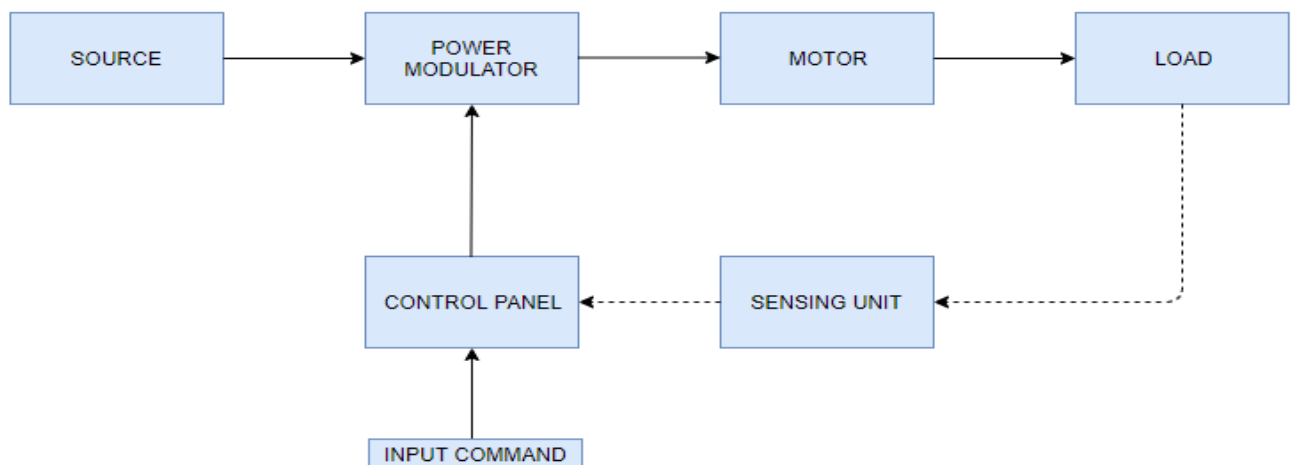 SOURCE
POWER
MODULATOR
MOTOR
LOAD
CONTROL PANEL
SENSING UNIT
INPUT COMMAND